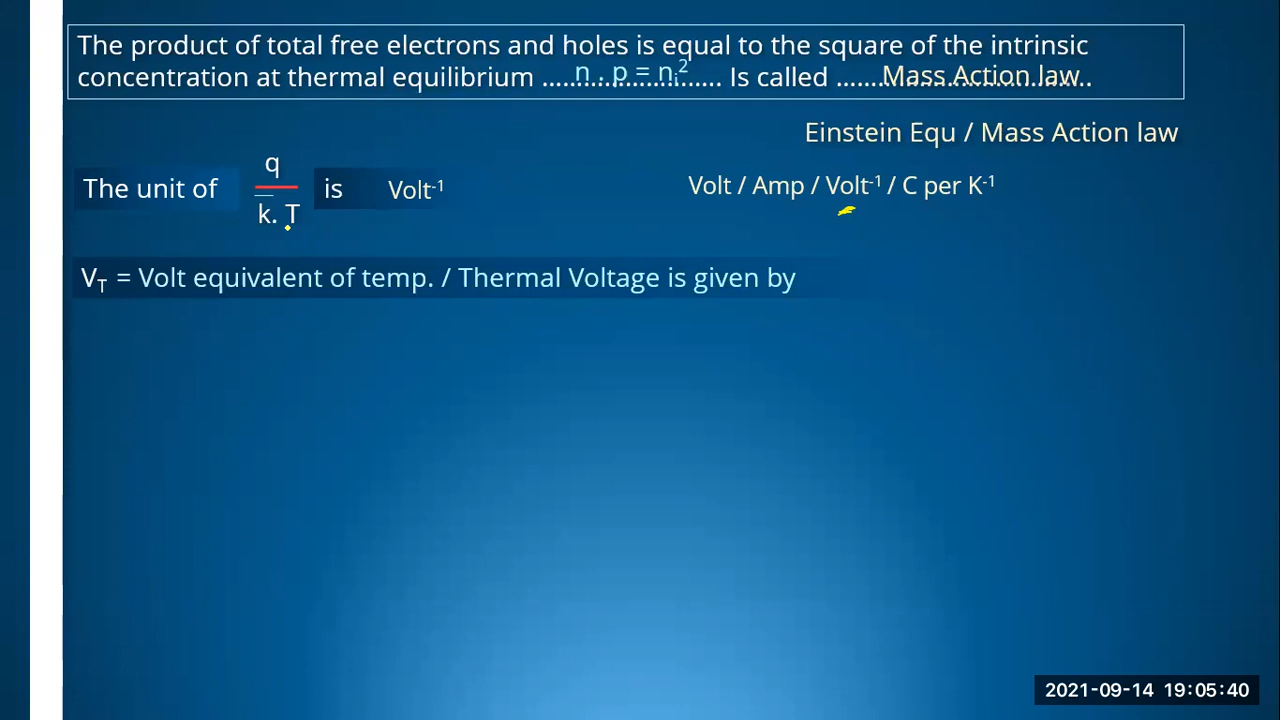 The product of total free electrons and holes is equal to the square of the intrinsic
concentration at thermal equilibrium ......n . p = nᵢ²...... Is called ......Mass Action law......
Einstein Equ / Mass Action law
The unit of q / k̅. T is Volt⁻¹
Volt / Amp / Volt⁻¹ / C per K⁻¹
V_T = Volt equivalent of temp. / Thermal Voltage is given by
2021-09-14 19:05:40